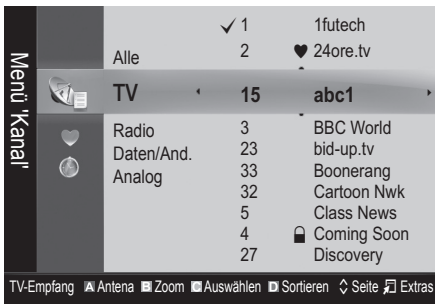 Menü 'Kanal'
✓ 1 1futech
Alle 2 ♥ 24ore.tv
TV 15 abc1
Radio 3 BBC World
Daten/And. 23 bid-up.tv
Analog 33 Boonerang
32 Cartoon Nwk
5 Class News
4 Coming Soon
27 Discovery
TV-Empfang A Antena B Zoom C Auswählen D Sortieren Seite Extras